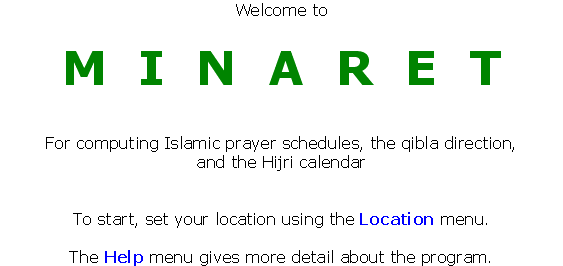 Welcome to
M I N A R E T
For computing Islamic prayer schedules, the qibla direction,
and the Hijri calendar
To start, set your location using the Location menu.
The Help menu gives more detail about the program.